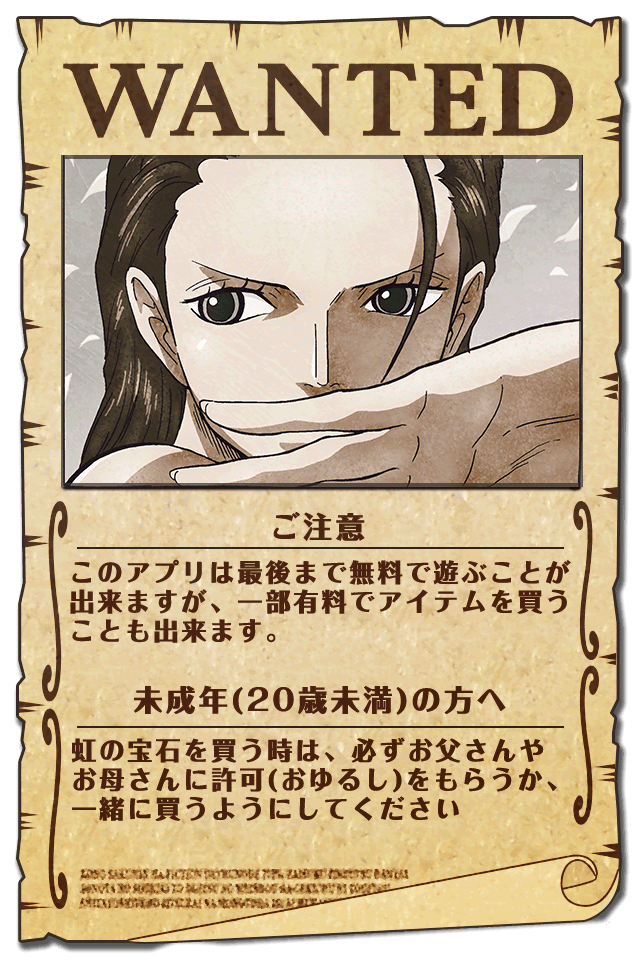 WANTED
ご注意
このアプリは最後まで無料で遊ぶことが
出来ますが、一部有料でアイテムを買う
ことも出来ます。
未成年(20歳未満)の方へ
虹の宝石を買う時は、必ずお父さんや
お母さんに許可(おゆるし)をもらうか、
一緒に買うようにしてください